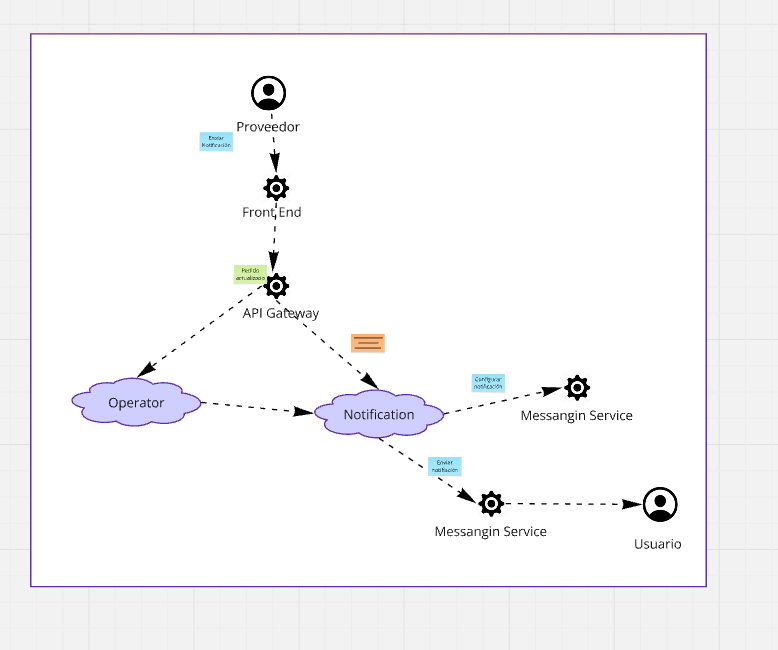 Proveedor
Enviar
Notificación
Front End
Pedido
actualizado
API Gateway
Operator
Notification
Configurar
notificación
Messangin Service
Enviar
notificación
Messangin Service
Usuario